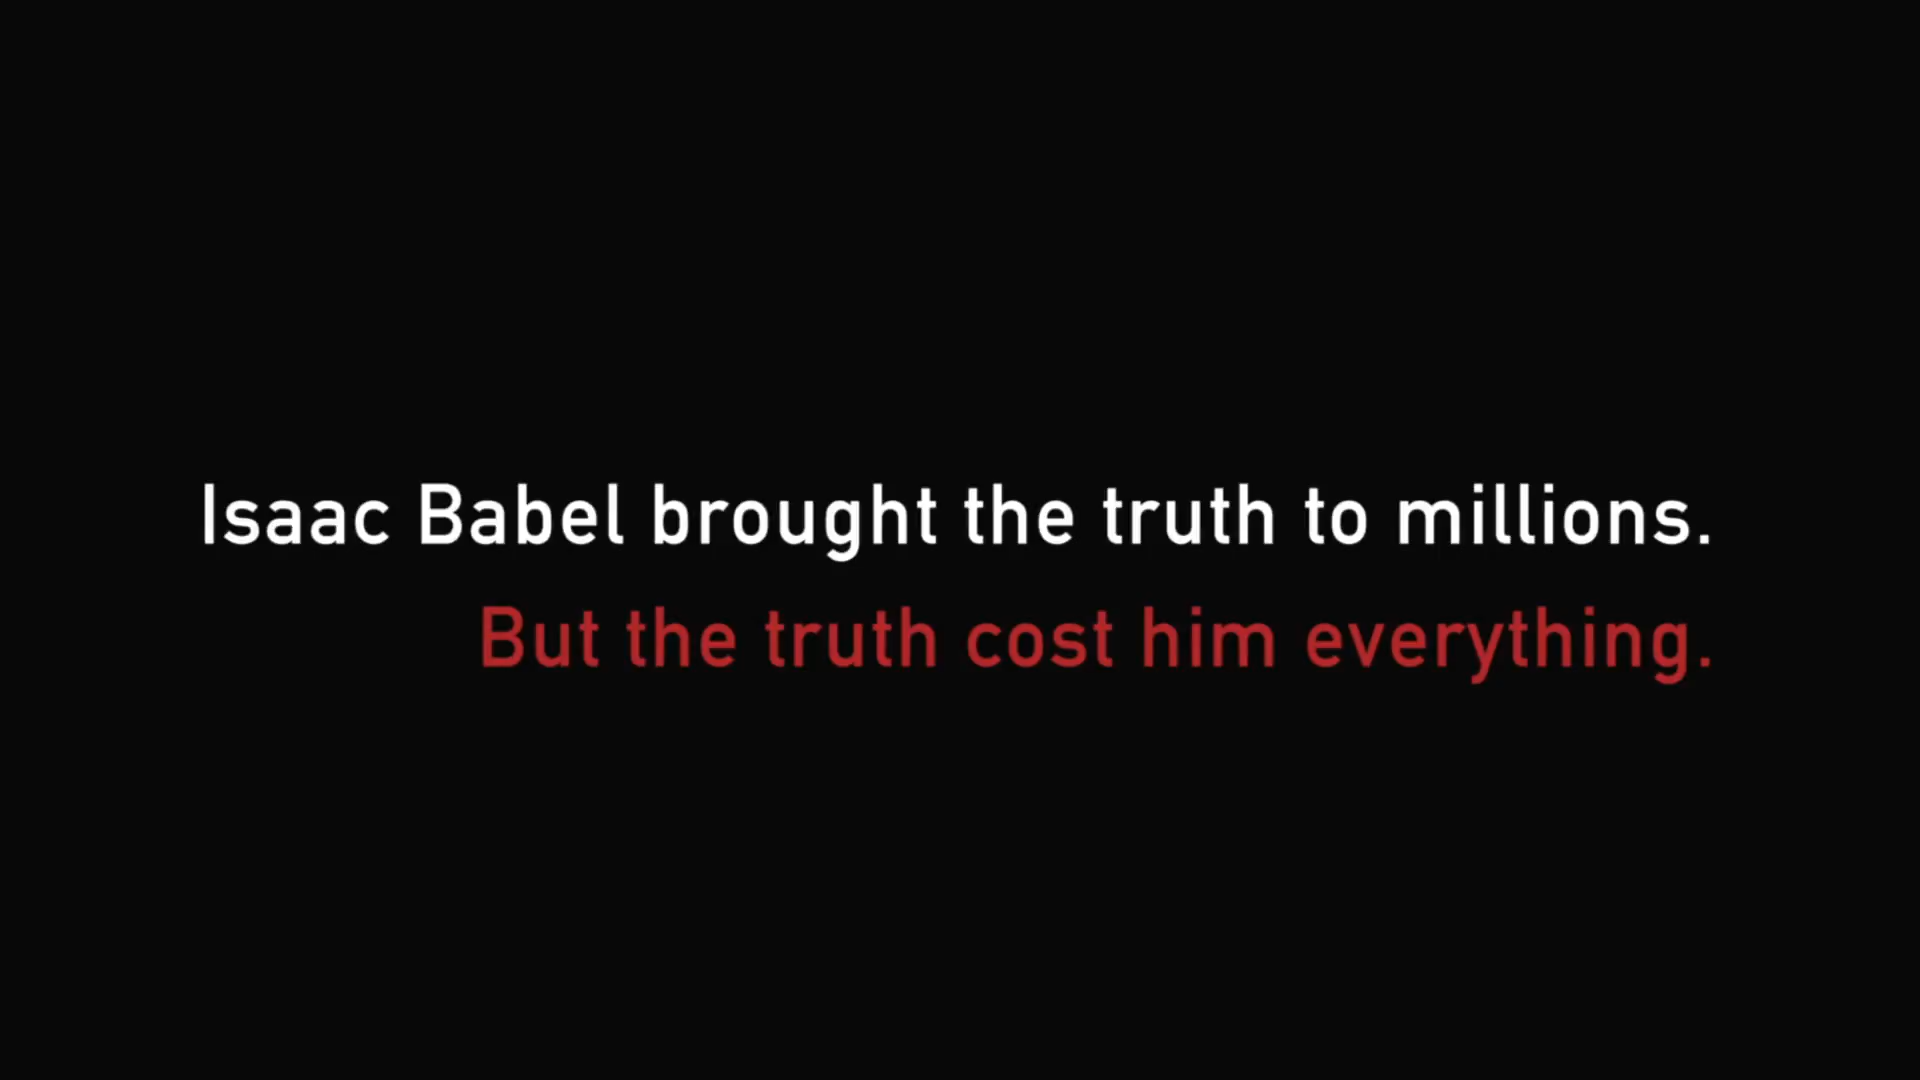 Isaac Babel brought the truth to millions.
But the truth cost him everything.